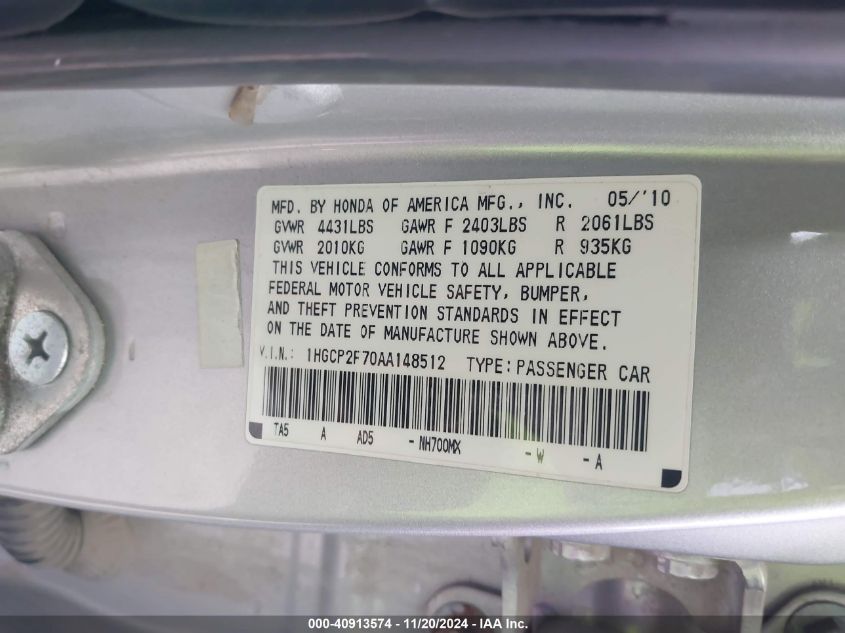 MFD. BY HONDA OF AMERICA MFG., INC. 05/'10
GVWR 4431LBS GAWR F 2403LBS R 2061LBS
GVWR 2010KG GAWR F 1090KG R 935KG
THIS VEHICLE CONFORMS TO ALL APPLICABLE
FEDERAL MOTOR VEHICLE SAFETY, BUMPER,
AND THEFT PREVENTION STANDARDS IN EFFECT
ON THE DATE OF MANUFACTURE SHOWN ABOVE.
V.I.N.: 1HGCP2F70AA148512 TYPE: PASSENGER CAR
TA5 A AD5 - NH700MX - W - A
000-40913574 - 11/20/2024 - IAA Inc.